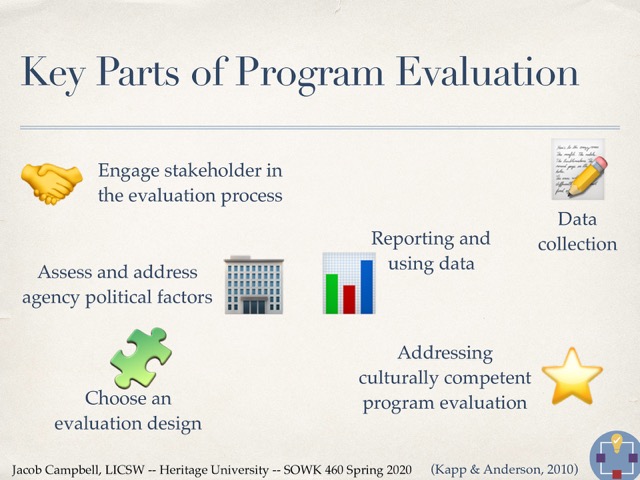 Key Parts of Program Evaluation
Engage stakeholder in
the evaluation process
Data
collection
Reporting and
using data
Assess and address
agency political factors
Addressing
culturally competent
program evaluation
Choose an
evaluation design
Jacob Campbell, LICSW -- Heritage University -- SOWK 460 Spring 2020
(Kapp & Anderson, 2010)